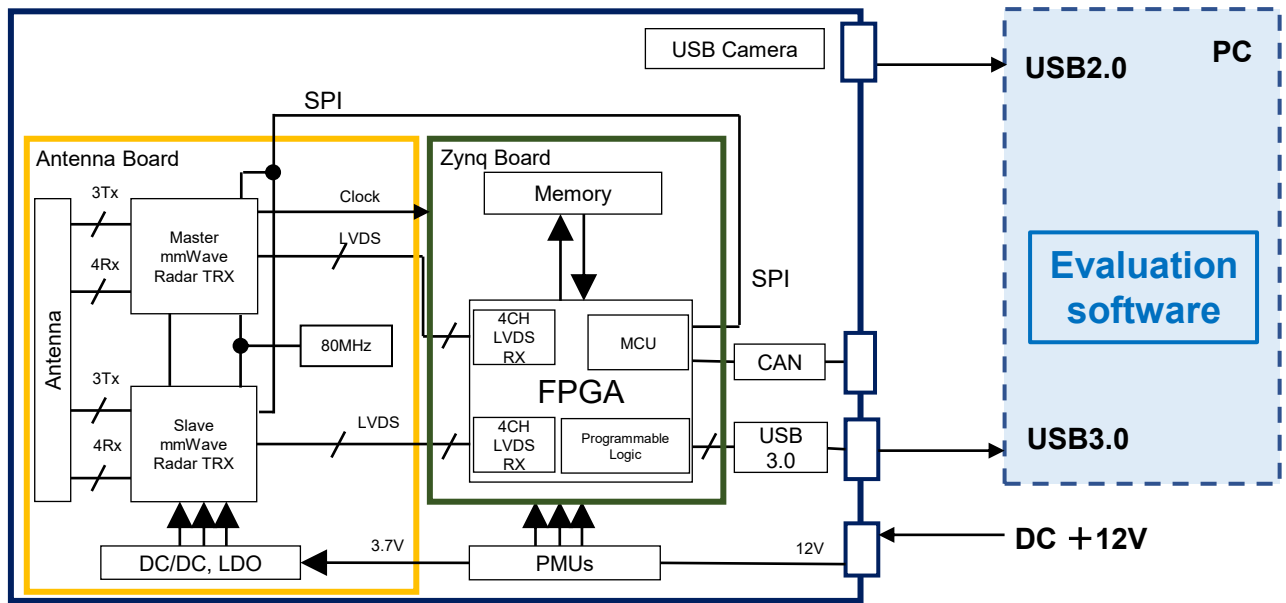 USB Camera
PC
USB2.0
SPI
Antenna Board
Zynq Board
3Tx
Clock
Memory
Master
mmWave
Radar TRX
LVDS
4Rx
SPI
Evaluation
software
4CH
LVDS
RX
MCU
80MHz
Antenna
CAN
FPGA
3Tx
Slave
mmWave
Radar TRX
LVDS
4CH
LVDS
RX
Programmable
Logic
USB
3.0
USB3.0
4Rx
DC/DC, LDO
3.7V
PMUs
12V
DC +12V